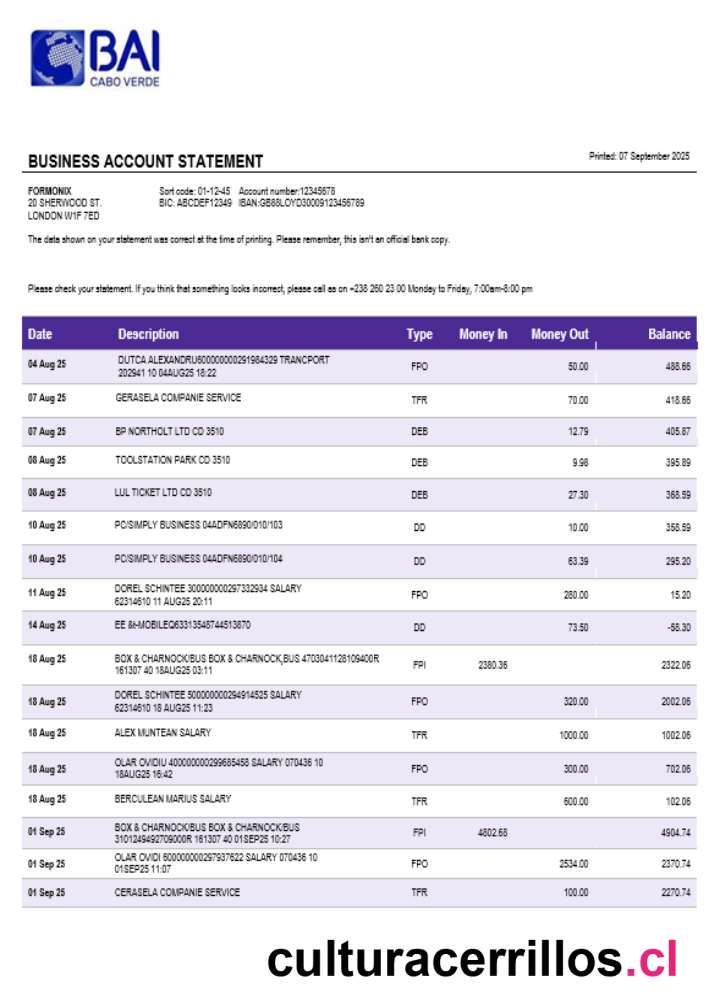 BAI
CABO VERDE
BUSINESS ACCOUNT STATEMENT
Printed: 07 September 2025
FORMONIX Sort code: 01-12-45 Account number:12345678
20 SHERWOOD ST. BIC: ABCDEF12349 IBAN:GB88LOYD30009123456789
LONDON W1F 7ED
The data shown on your statement was correct at the time of printing. Please remember, this isn't an official bank copy.
Please check your statement. If you think that something looks incorrect, please call as on +238 260 23 00 Monday to Friday, 7:00am-8:00 pm
Date Description Type Money In Money Out Balance
04 Aug 25 DUTCA ALEXANDRU600000000291984329 TRANCPORT
202941 10 04AUG25 18:22 FPO 50.00 488.66
07 Aug 25 GERASELA COMPANIE SERVICE TFR 70.00 418.66
07 Aug 25 BP NORTHOLT LTD CD 3510 DEB 12.79 405.87
08 Aug 25 TOOLSTATION PARK CD 3510 DEB 9.98 395.89
08 Aug 25 LUL TICKET LTD CD 3510 DEB 27.30 368.59
10 Aug 25 PC/SIMPLY BUSINESS 04ADFN6890/010/103 DD 10.00 358.59
10 Aug 25 PC/SIMPLY BUSINESS 04ADFN6890/010/104 DD 63.39 295.20
11 Aug 25 DOREL SCHINTEE 300000000297332934 SALARY
62314610 11 AUG25 20:11 FPO 280.00 15.20
14 Aug 25 EE &t-MOBILEQ63313548744513870 DD 73.50 -58.30
18 Aug 25 BOX & CHARNOCK/BUS BOX & CHARNOCK,BUS 4703041128109400R
161307 40 18AUG25 03:11 FPI 2380.36 2322.06
18 Aug 25 DOREL SCHINTEE 500000000294914525 SALARY
62314610 18 AUG25 11:23 FPO 320.00 2002.06
18 Aug 25 ALEX MUNTEAN SALARY TFR 1000.00 1002.06
18 Aug 25 OLAR OVIDIU 400000000299685458 SALARY 070436 10
18AUG25 16:42 FPO 300.00 702.06
18 Aug 25 BERCULEAN MARIUS SALARY TFR 600.00 102.06
01 Sep 25 BOX & CHARNOCK/BUS BOX & CHARNOCK/BUS
3101249492709000R 161307 40 01SEP25 10:27 FPI 4802.68 4904.74
01 Sep 25 OLAR OVIDI 600000000297937622 SALARY 070436 10
01SEP25 11:07 FPO 2534.00 2370.74
01 Sep 25 CERASELA COMPANIE SERVICE TFR 100.00 2270.74
culturacerrillos.cl